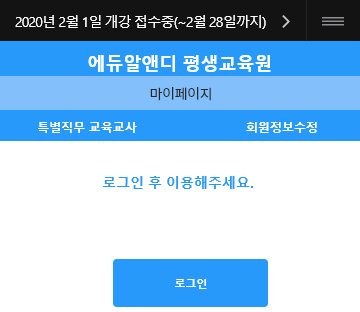 2020년 2월 1일 개강 접수중(~2월 28일까지)
에듀알앤디 평생교육원
마이페이지
특별직무 교육교사 회원정보수정
로그인 후 이용해주세요.
로그인